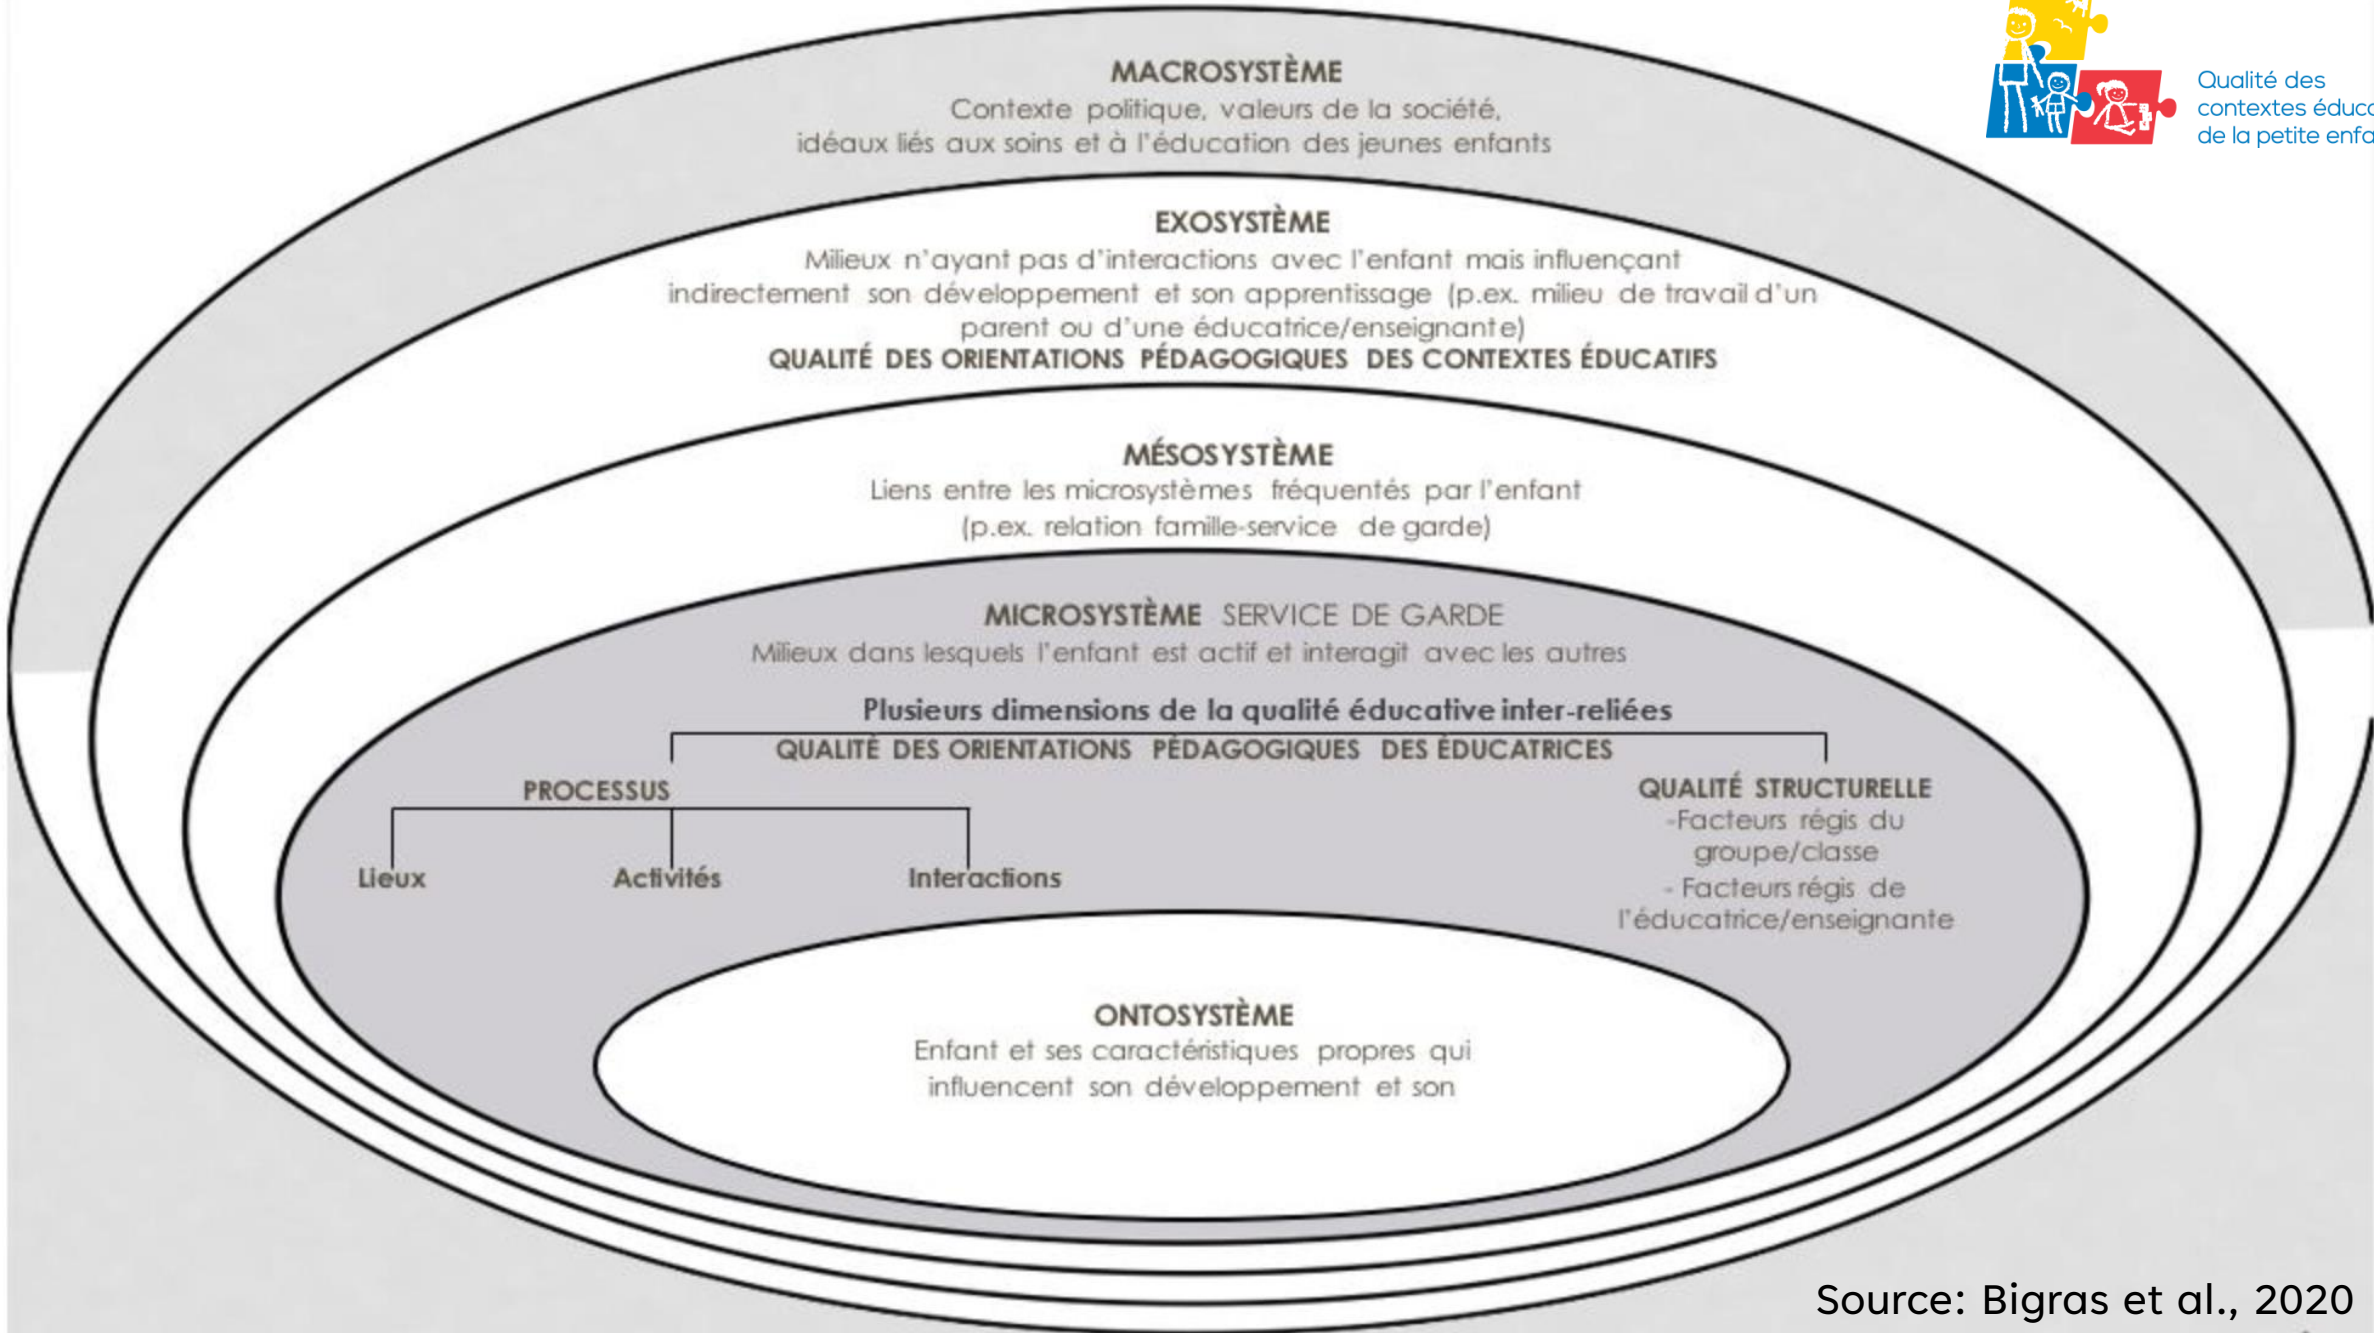 MACROSYSTÈME
Contexte politique, valeurs de la société,
idéaux liés aux soins et à l'éducation des jeunes enfants
Qualité des
contextes éduca
de la petite enfa
EXOSYSTÈME
Milieux n'ayant pas d'interactions avec l'enfant mais influençant
indirectement son développement et son apprentissage (p.ex. milieu de travail d'un
parent ou d'une éducatrice/enseignante)
QUALITÉ DES ORIENTATIONS PÉDAGOGIQUES DES CONTEXTES ÉDUCATIFS
MÉSOSYSTÈME
Liens entre les microsystèmes fréquentés par l'enfant
(p.ex. relation famille-service de garde)
MICROSYSTÈME SERVICE DE GARDE
Milieux dans lesquels l'enfant est actif et interagit avec les autres
Plusieurs dimensions de la qualité éducative inter-reliées
QUALITÉ DES ORIENTATIONS PÉDAGOGIQUES DES ÉDUCATRICES
PROCESSUS
Lieux
Activités
Interactions
QUALITÉ STRUCTURELLE
-Facteurs régis du
groupe/classe
- Facteurs régis de
l'éducatrice/enseignante
ONTOSYSTÈME
Enfant et ses caractéristiques propres qui
influencent son développement et son
Source: Bigras et al., 2020